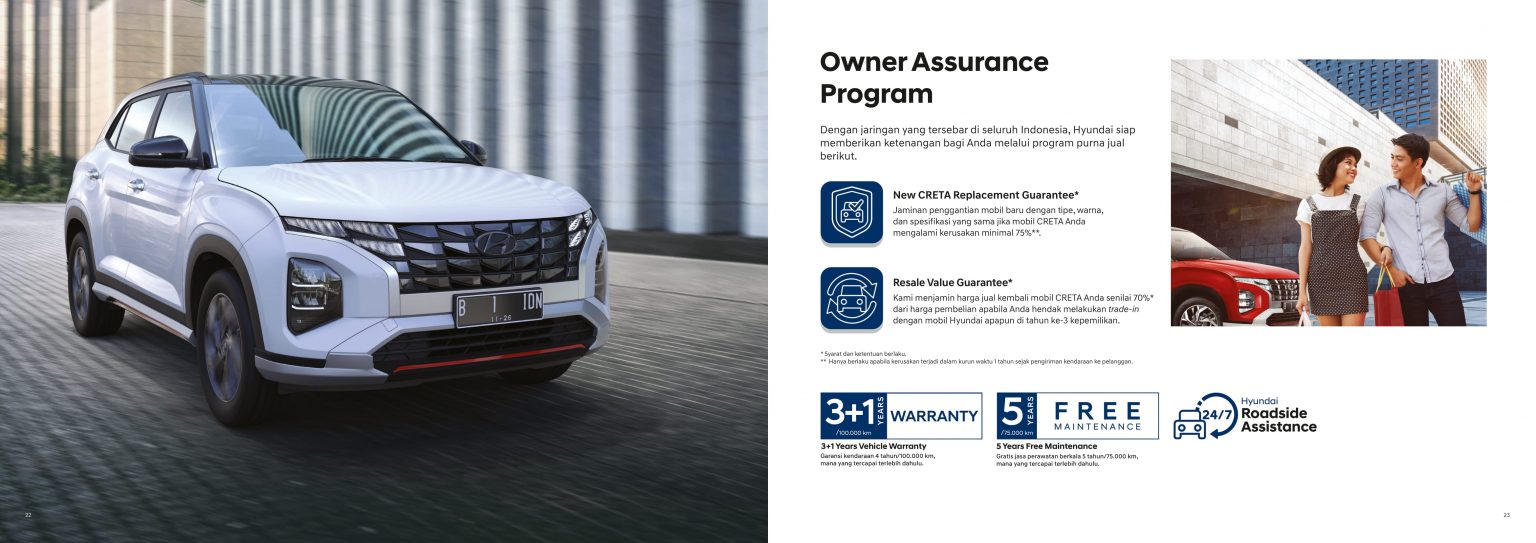 B 1 ION
11-26
22
Owner Assurance
Program
Dengan jaringan yang tersebar di seluruh Indonesia, Hyundai siap
memberikan ketenangan bagi Anda melalui program purna jual
berikut.
New CRETA Replacement Guarantee*
Jaminan penggantian mobil baru dengan tipe, warna,
dan spesifikasi yang sama jika mobil CRETA Anda
mengalami kerusakan minimal 75%**.
Resale Value Guarantee*
Kami menjamin harga jual kembali mobil CRETA Anda senilai 70%*
dari harga pembelian apabila Anda hendak melakukan trade-in
dengan mobil Hyundai apapun di tahun ke-3 kepemilikan.
* Syarat dan ketentuan berlaku.
** Hanya berlaku apabila kerusakan terjadi dalam kurun waktu 1 tahun sejak pengiriman kendaraan ke pelanggan.
3+1 YEARS
/100.000 km
WARRANTY
3+1 Years Vehicle Warranty
Garansi kendaraan 4 tahun/100.000 km,
mana yang tercapai terlebih dahulu.
5 YEARS
/75.000 km
FREE
MAINTENANCE
5 Years Free Maintenance
Gratis jasa perawatan berkala 5 tahun/75.000 km,
mana yang tercapai terlebih dahulu.
24/7
Hyundai
Roadside
Assistance
23